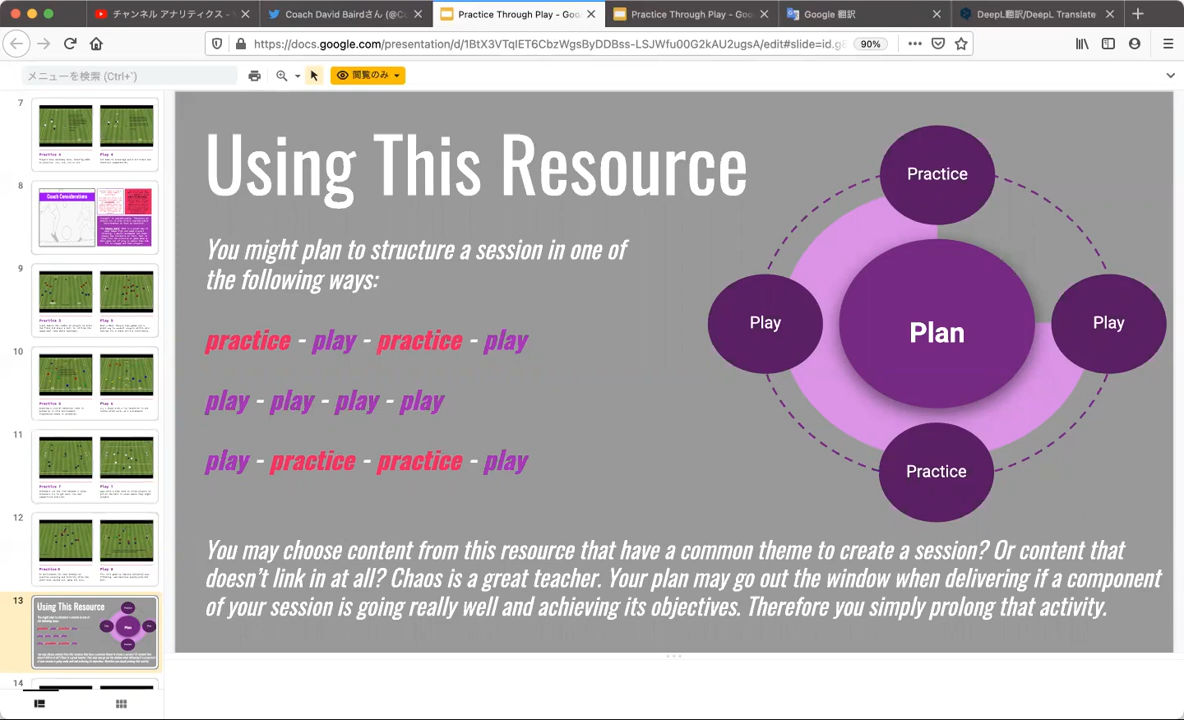 チャンネル アナリティクス - Y
Coach David Bairdさん (@C
Practice Through Play - Goo
Practice Through Play - Goo
Google 翻訳
DeepL翻訳/DeepL Translate
https://docs.google.com/presentation/d/1BtX3VTqIET6CbzWgsByDDBss-LSJWfu00G2kAU2ugsA/edit#slide=id.g
90%
メニューを検索 (Ctrl+`)
閲覧のみ
7
8
Coach Considerations
9
10
11
12
13
14
Using This Resource
You might plan to structure a session in one of
the following ways:
practice - play - practice - play
play - play - play - play
play - practice - practice - play
Practice
Play
Plan
Play
Practice
You may choose content from this resource that have a common theme to create a session? Or content that
doesn't link in at all? Chaos is a great teacher. Your plan may go out the window when delivering if a component
of your session is going really well and achieving its objectives. Therefore you simply prolong that activity.